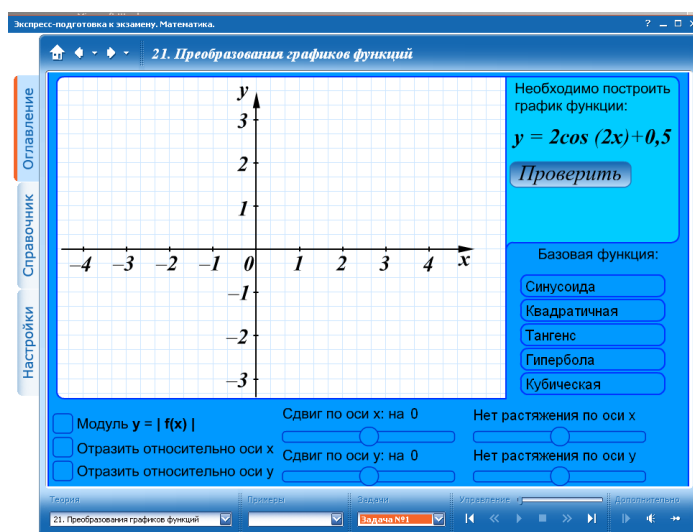 Экспресс-подготовка к экзамену. Математика.
21. Преобразования графиков функций
Оглавление
Справочник
Настройки
y
3
2
1
–4 –3 –2 –1 0 1 2 3 4 x
–1
–2
–3
Необходимо построить
график функции:
y = 2cos (2x)+0,5
Проверить
Базовая функция:
Синусоида
Квадратичная
Тангенс
Гипербола
Кубическая
Модуль y = | f(x) |
Отразить относительно оси x
Отразить относительно оси y
Сдвиг по оси x: на 0
Сдвиг по оси y: на 0
Нет растяжения по оси x
Нет растяжения по оси y
Теория Примеры Задачи Управление Дополнительно
21. Преобразования графиков функций Задача №1